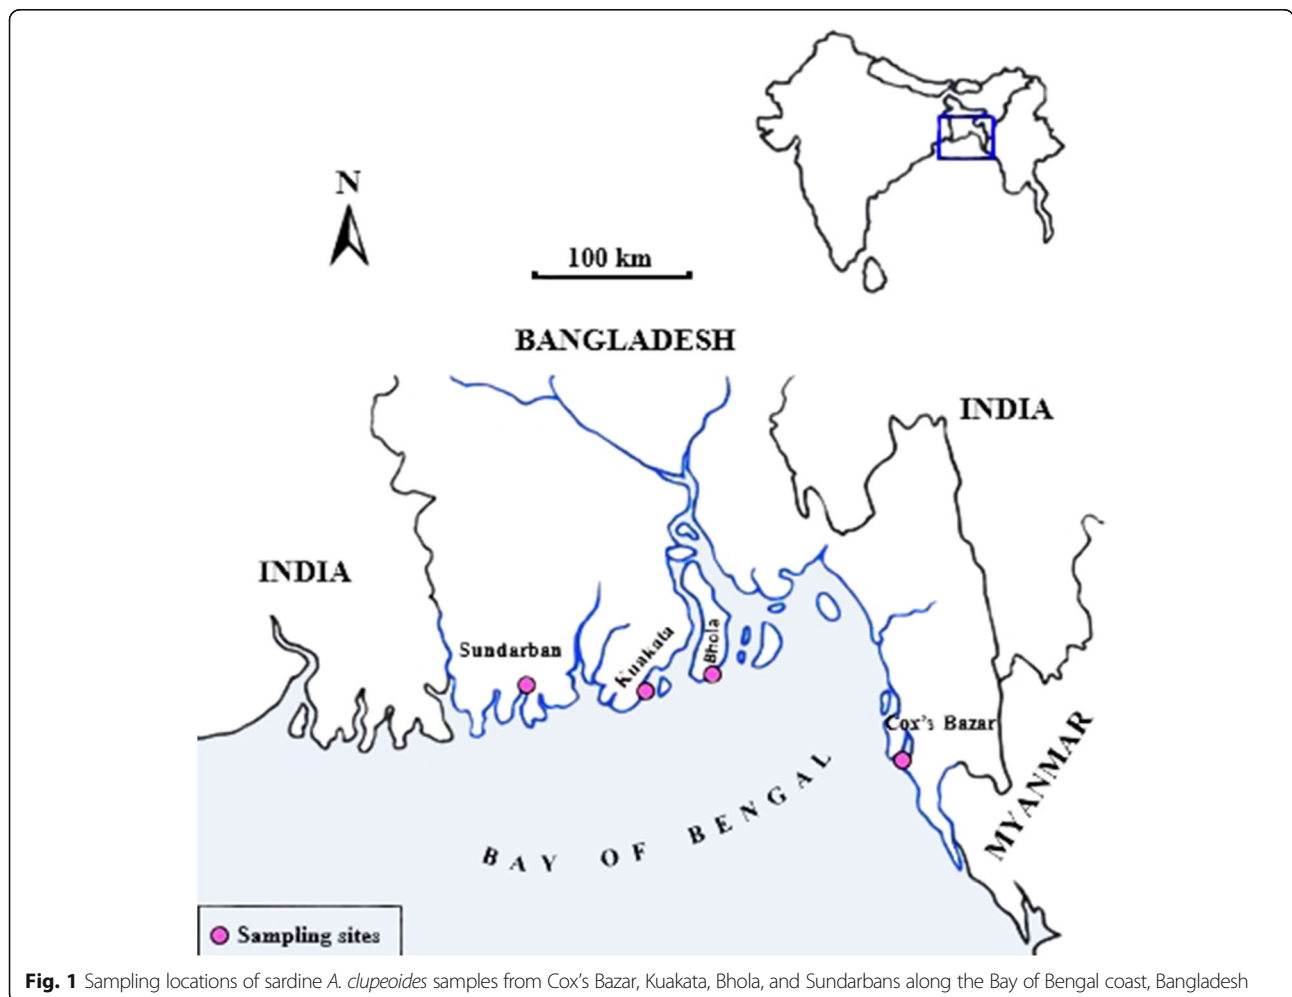 N
100 km
BANGLADESH
INDIA
INDIA
Sundarban
Kuakata
Bhola
Cox's Bazar
MYANMAR
BAY OF BENGAL
Sampling sites
Fig. 1 Sampling locations of sardine A. clupeoides samples from Cox's Bazar, Kuakata, Bhola, and Sundarbans along the Bay of Bengal coast, Bangladesh